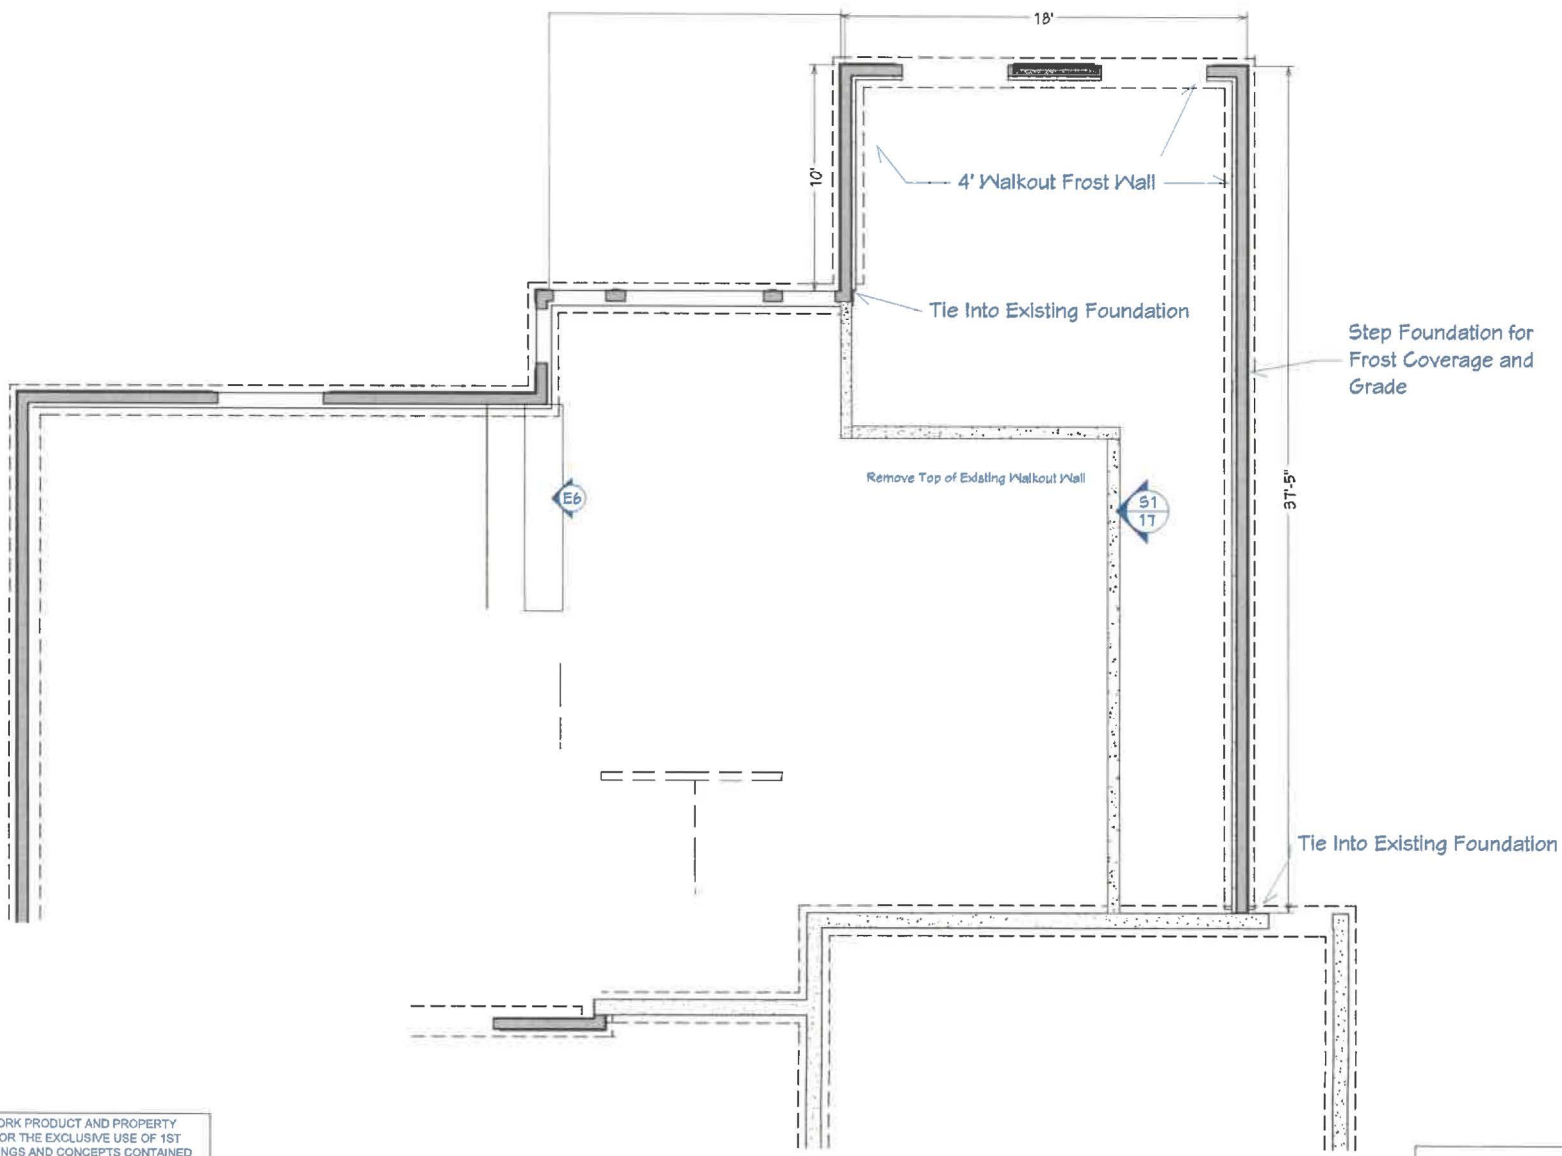 18'
10'
4' Walkout Frost Wall
Tie Into Existing Foundation
Step Foundation for
Frost Coverage and
Grade
Remove Top of Existing Walkout Wall
E6
S1
17
37'-5"
Tie Into Existing Foundation
ORK PRODUCT AND PROPERTY
OR THE EXCLUSIVE USE OF 1ST
NGS AND CONCEPTS CONTAINED